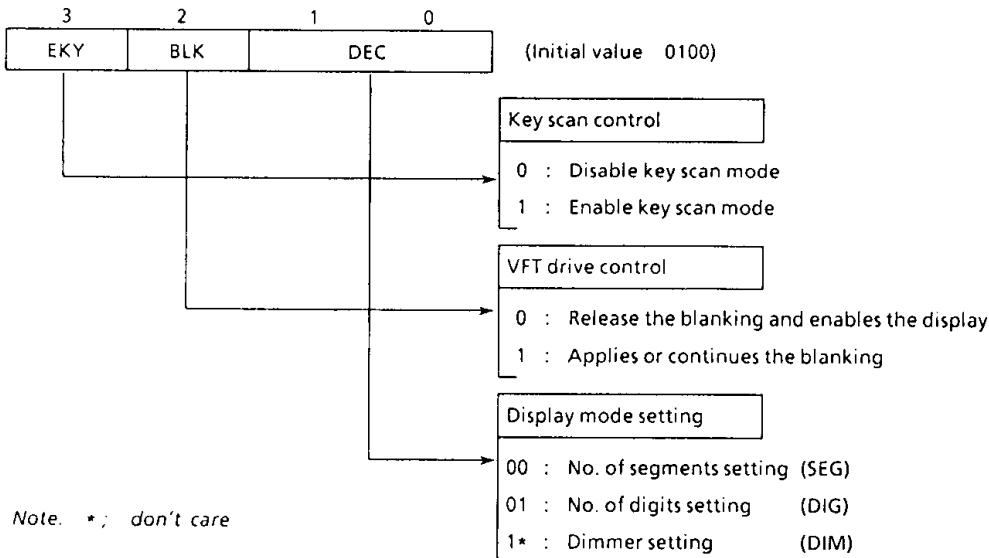 3 2 1 0
EKY BLK DEC (Initial value 0100)
Key scan control
0 : Disable key scan mode
1 : Enable key scan mode
VFT drive control
0 : Release the blanking and enables the display
1 : Applies or continues the blanking
Display mode setting
00 : No. of segments setting (SEG)
01 : No. of digits setting (DIG)
Note. *; don't care
1* : Dimmer setting (DIM)